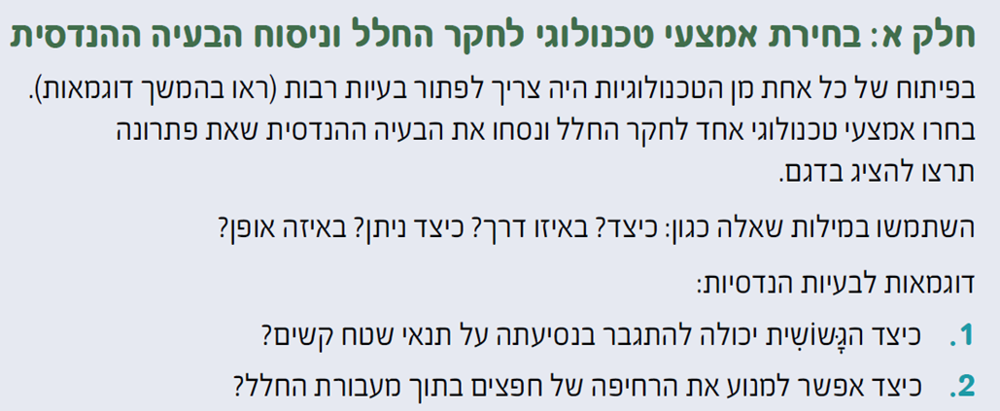 חלק א: בחירת אמצעי טכנולוגי לחקר החלל וניסוח הבעיה ההנדסית
בפיתוח של כל אחת מן הטכנולוגיות היה צריך לפתור בעיות רבות (ראו בהמשך דוגמאות).
בחרו אמצעי טכנולוגי אחד לחקר החלל ונסחו את הבעיה ההנדסית שאת פתרונה
תרצו להציג בדגם.
השתמשו במילות שאלה כגון: כיצד? באיזו דרך? כיצד ניתן? באיזה אופן?
דוגמאות לבעיות הנדסיות:
1. כיצד הגָּשוֹשִׁית יכולה להתגבר בנסיעתה על תנאי שטח קשים?
2. כיצד אפשר למנוע את הרחיפה של חפצים בתוך מעבורת החלל?